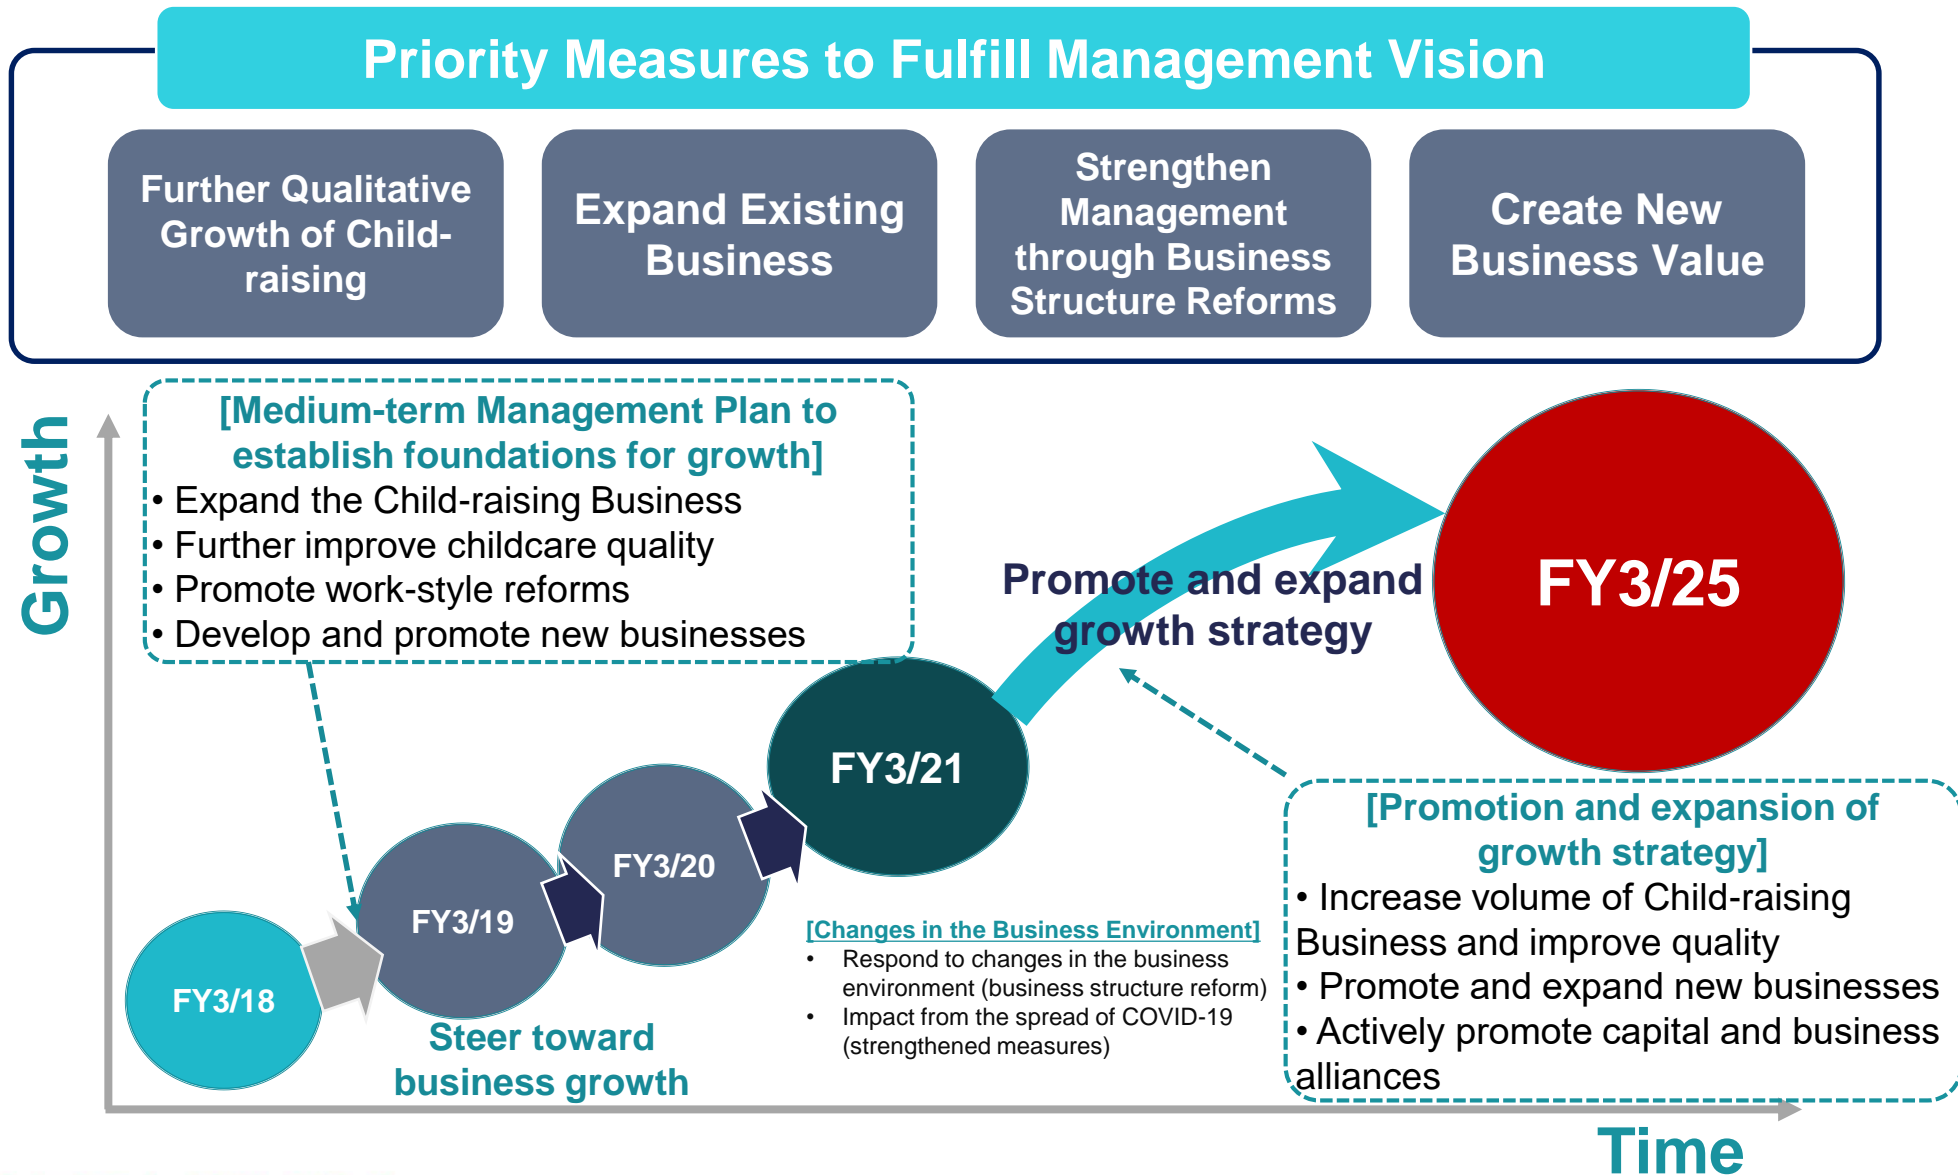 Priority Measures to Fulfill Management Vision
Further Qualitative
Growth of Child-
raising
Expand Existing
Business
Strengthen
Management
through Business
Structure Reforms
Create New
Business Value
Growth
[Medium-term Management Plan to
establish foundations for growth]
• Expand the Child-raising Business
• Further improve childcare quality
• Promote work-style reforms
• Develop and promote new businesses
Promote and expand
growth strategy
FY3/25
FY3/21
FY3/20
FY3/19
FY3/18
Steer toward
business growth
[Changes in the Business Environment]
• Respond to changes in the business
environment (business structure reform)
• Impact from the spread of COVID-19
(strengthened measures)
[Promotion and expansion of
growth strategy]
• Increase volume of Child-raising
Business and improve quality
• Promote and expand new businesses
• Actively promote capital and business
alliances
Time